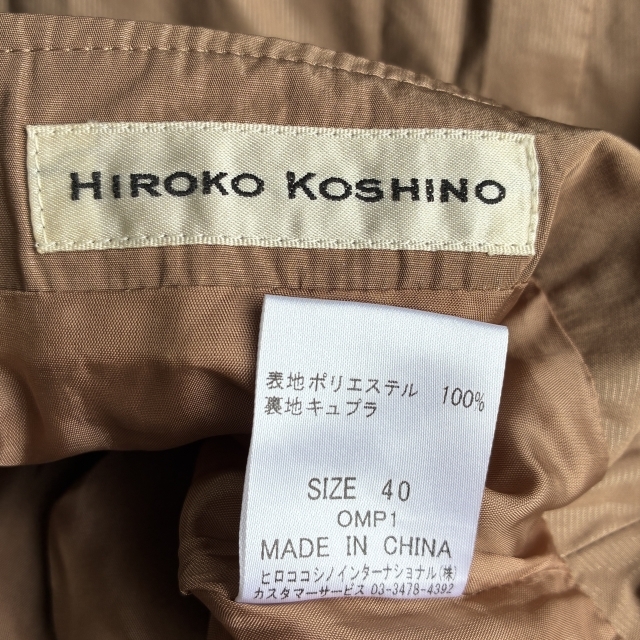 HIROKO KOSHINO
表地ポリエステル 100%
裏地キュプラ
SIZE 40
OMP1
MADE IN CHINA
ヒロココシノインターナショナル(株)
カスタマーサービス 03-3478-4392